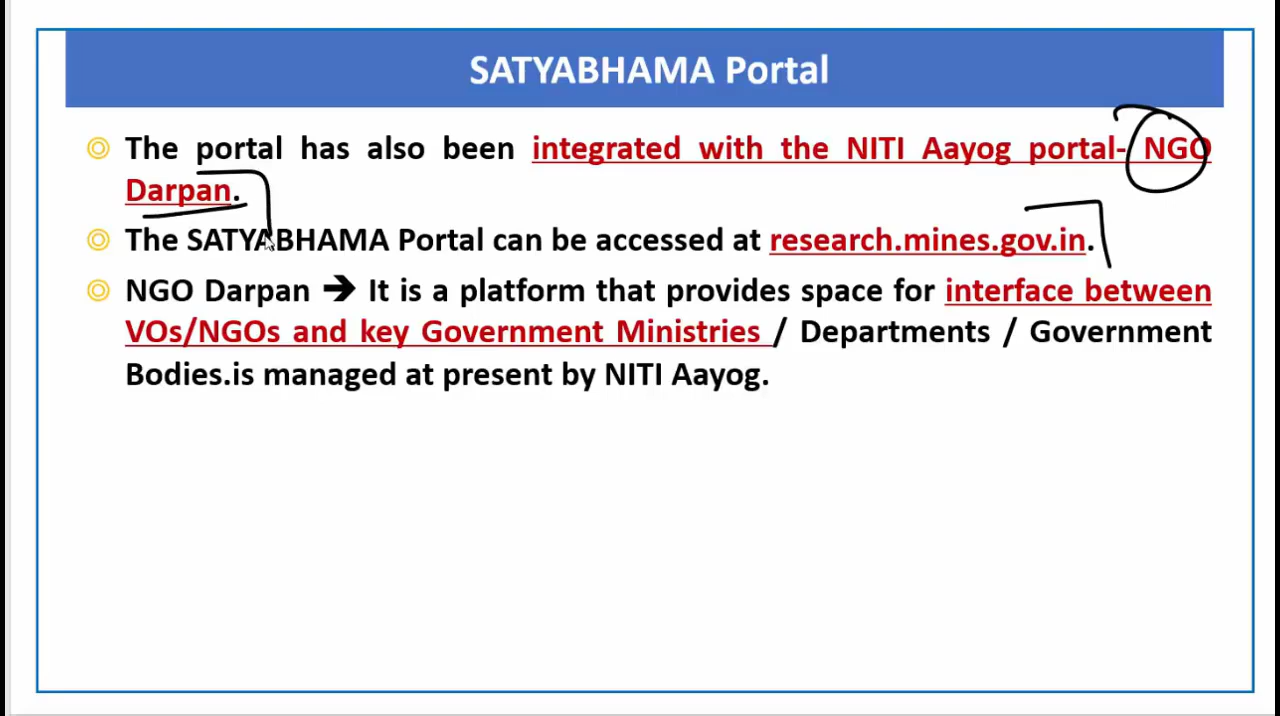 SATYABHAMA Portal
The portal has also been integrated with the NITI Aayog portal- NGO
Darpan.
The SATYABHAMA Portal can be accessed at research.mines.gov.in.
NGO Darpan ➔ It is a platform that provides space for interface between
VOs/NGOs and key Government Ministries / Departments / Government
Bodies.is managed at present by NITI Aayog.